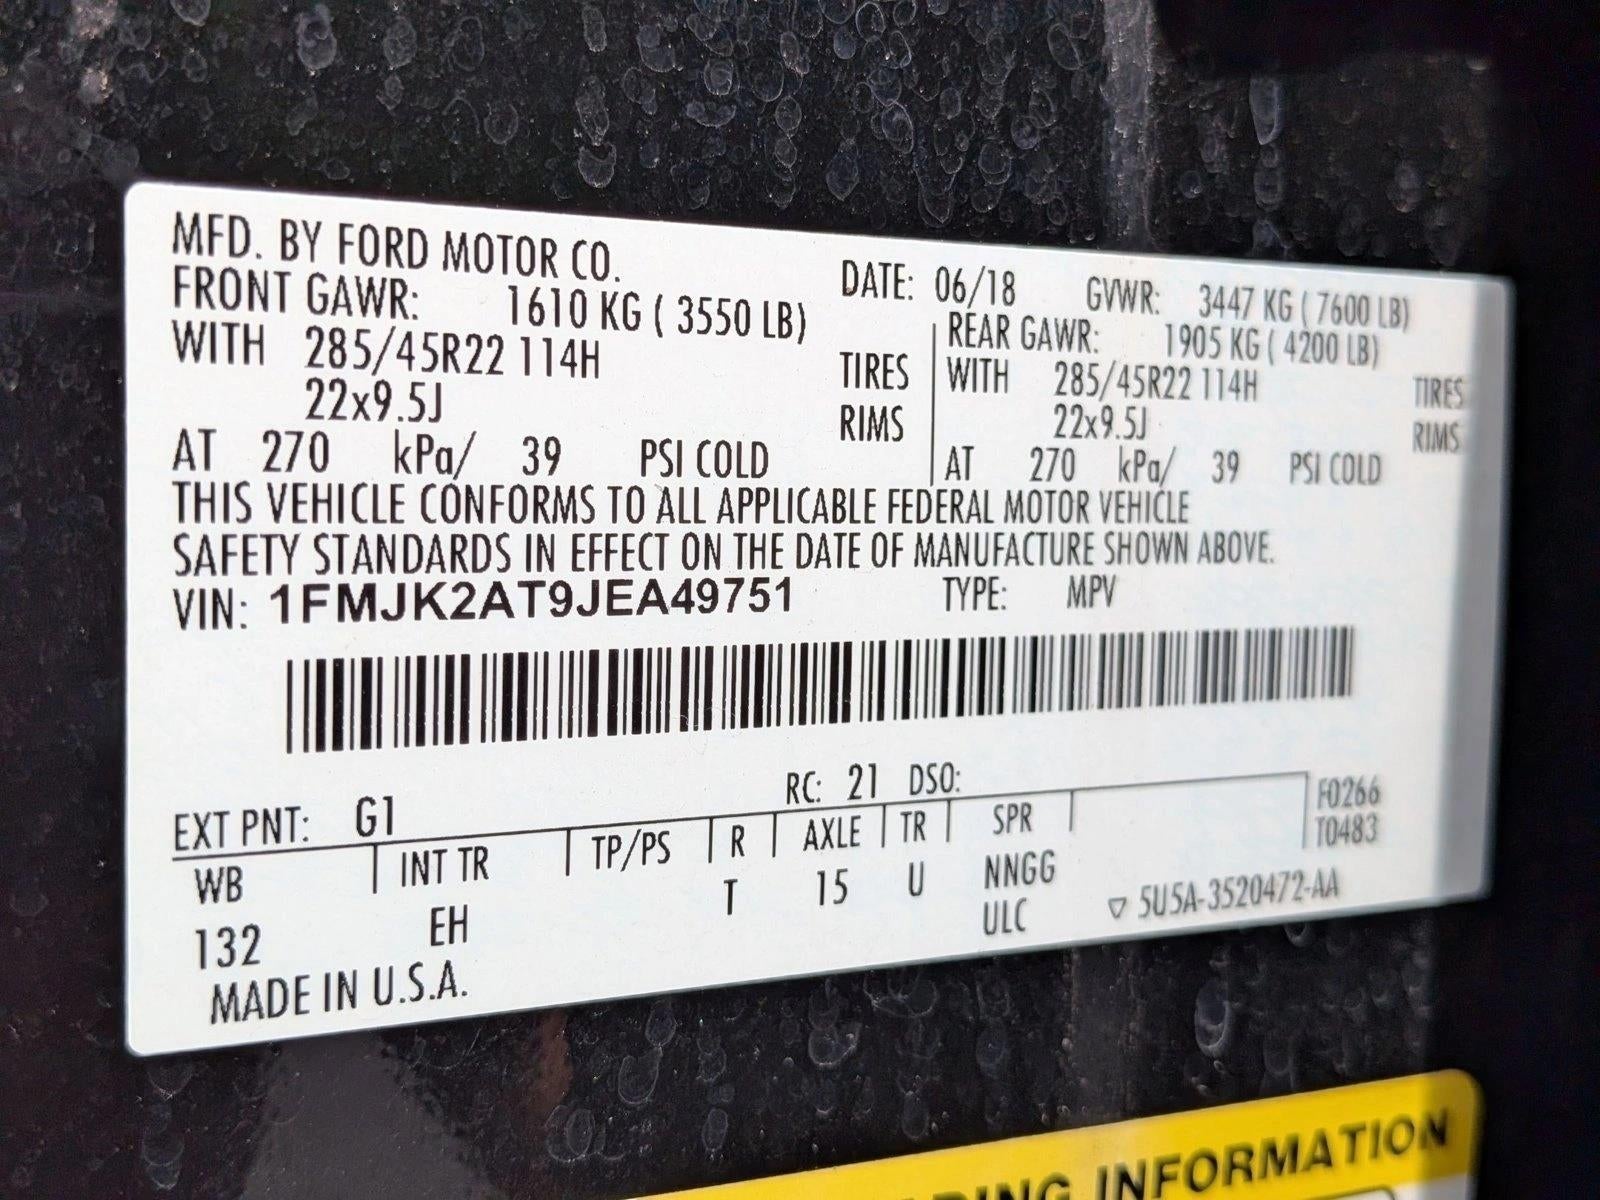 MFD. BY FORD MOTOR CO. DATE: 06/18 GVWR: 3447 KG ( 7600 LB)
FRONT GAWR: 1610 KG ( 3550 LB) REAR GAWR: 1905 KG ( 4200 LB)
WITH 285/45R22 114H TIRES WITH 285/45R22 114H TIRES
22x9.5J RIMS 22x9.5J RIMS
AT 270 kPa/ 39 PSI COLD AT 270 kPa/ 39 PSI COLD
THIS VEHICLE CONFORMS TO ALL APPLICABLE FEDERAL MOTOR VEHICLE
SAFETY STANDARDS IN EFFECT ON THE DATE OF MANUFACTURE SHOWN ABOVE.
VIN: 1FMJK2AT9JEA49751 TYPE: MPV
EXT PNT: G1 RC: 21 DSO: F0266
WB INT TR TP/PS R AXLE TR SPR T0483
132 EH T 15 U NNGG
ULC ▽ 5U5A-3520472-AA
MADE IN U.S.A.
INFORMATION